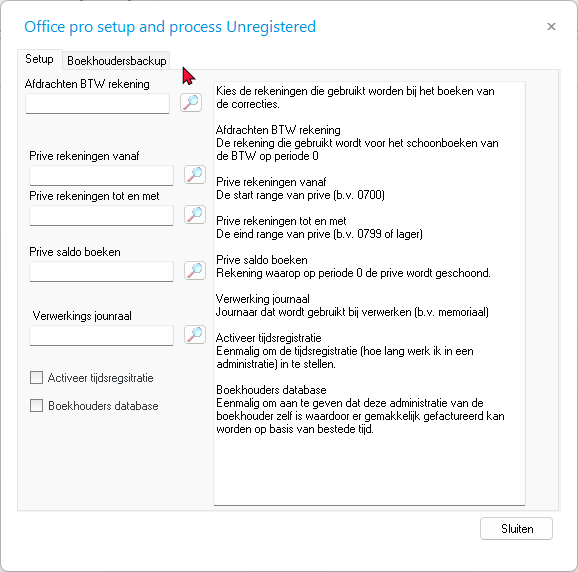 Office pro setup and process Unregistered
Setup
Boekhoudersbackup
Afdrachten BTW rekening
Prive rekeningen vanaf
Prive rekeningen tot en met
Prive saldo boeken
Verwerkings jounraal
Activeer tijdsregsitratie
Boekhouders database
Kies de rekeningen die gebruikt worden bij het boeken van
de correcties.
Afdrachten BTW rekening
De rekening die gebruikt wordt voor het schoonboeken van
de BTW op periode 0
Prive rekeningen vanaf
De start range van prive (b.v. 0700)
Prive rekeningen tot en met
De eind range van prive (b.v. 0799 of lager)
Prive saldo boeken
Rekening waarop op periode 0 de prive wordt geschoond.
Verwerking journaal
Journaar dat wordt gebruikt bij verwerken (b.v. memoriaal)
Activeer tijdsregistratie
Eenmalig om de tijdsregistratie (hoe lang werk ik in een
administratie) in te stellen.
Boekhouders database
Eenmalig om aan te geven dat deze administratie van de
boekhouder zelf is waardoor er gemakkelijk gefactureerd kan
worden op basis van bestede tijd.
Sluiten